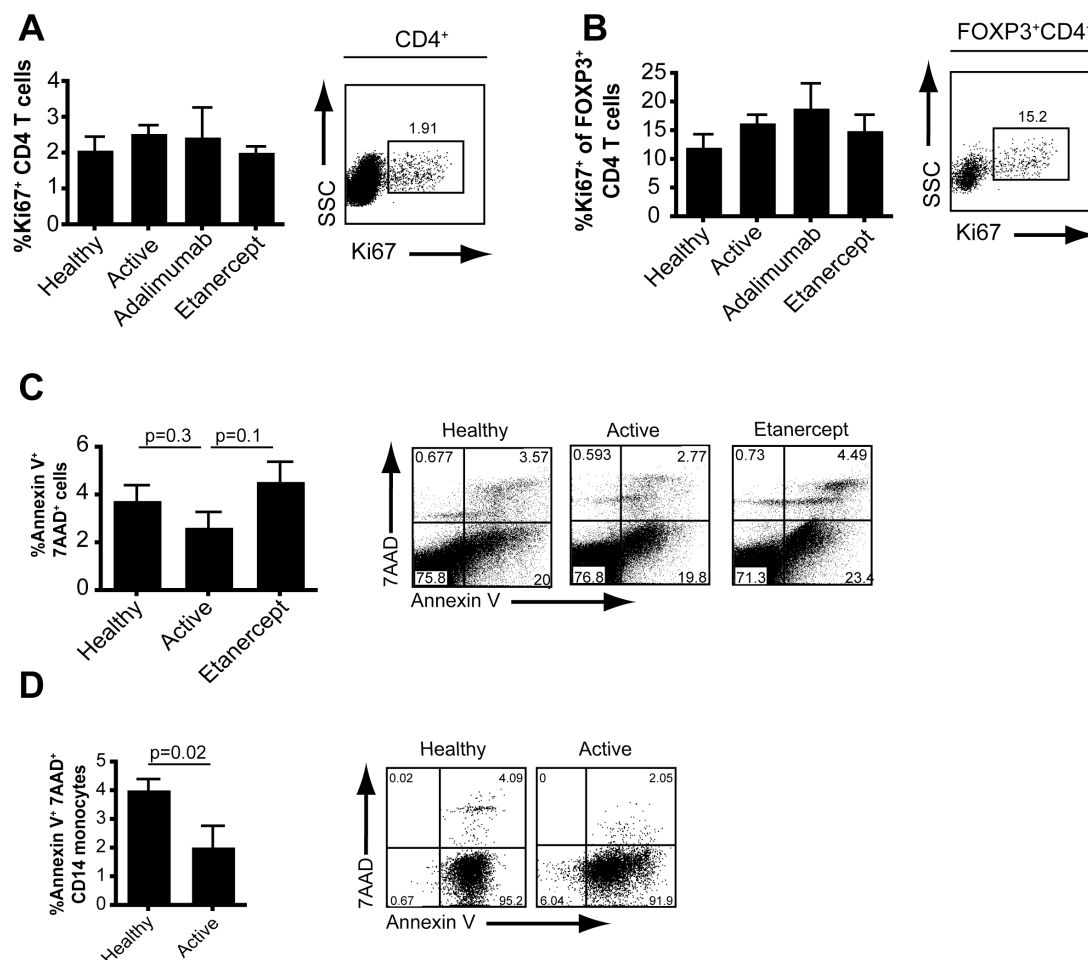 A
%Ki67⁺ CD4 T cells
4
3
2
1
0
Healthy
Active
Adalimumab
Etanercept
CD4⁺
SSC
1.91
Ki67
B
%Ki67⁺ of FOXP3⁺
CD4 T cells
25
20
15
10
5
0
Healthy
Active
Adalimumab
Etanercept
FOXP3⁺CD4⁺
SSC
15.2
Ki67
C
%Annexin V⁺
7AAD⁺ cells
6
4
2
0
p=0.3
p=0.1
Healthy
Active
Etanercept
Healthy
Active
Etanercept
7AAD
0.677
3.57
75.8
20
0.593
2.77
76.8
19.8
0.73
4.49
71.3
23.4
Annexin V
D
%Annexin V⁺ 7AAD⁺
CD14 monocytes
5
4
3
2
1
0
p=0.02
Healthy
Active
Healthy
Active
7AAD
0.02
4.09
0.67
95.2
0
2.05
6.04
91.9
Annexin V